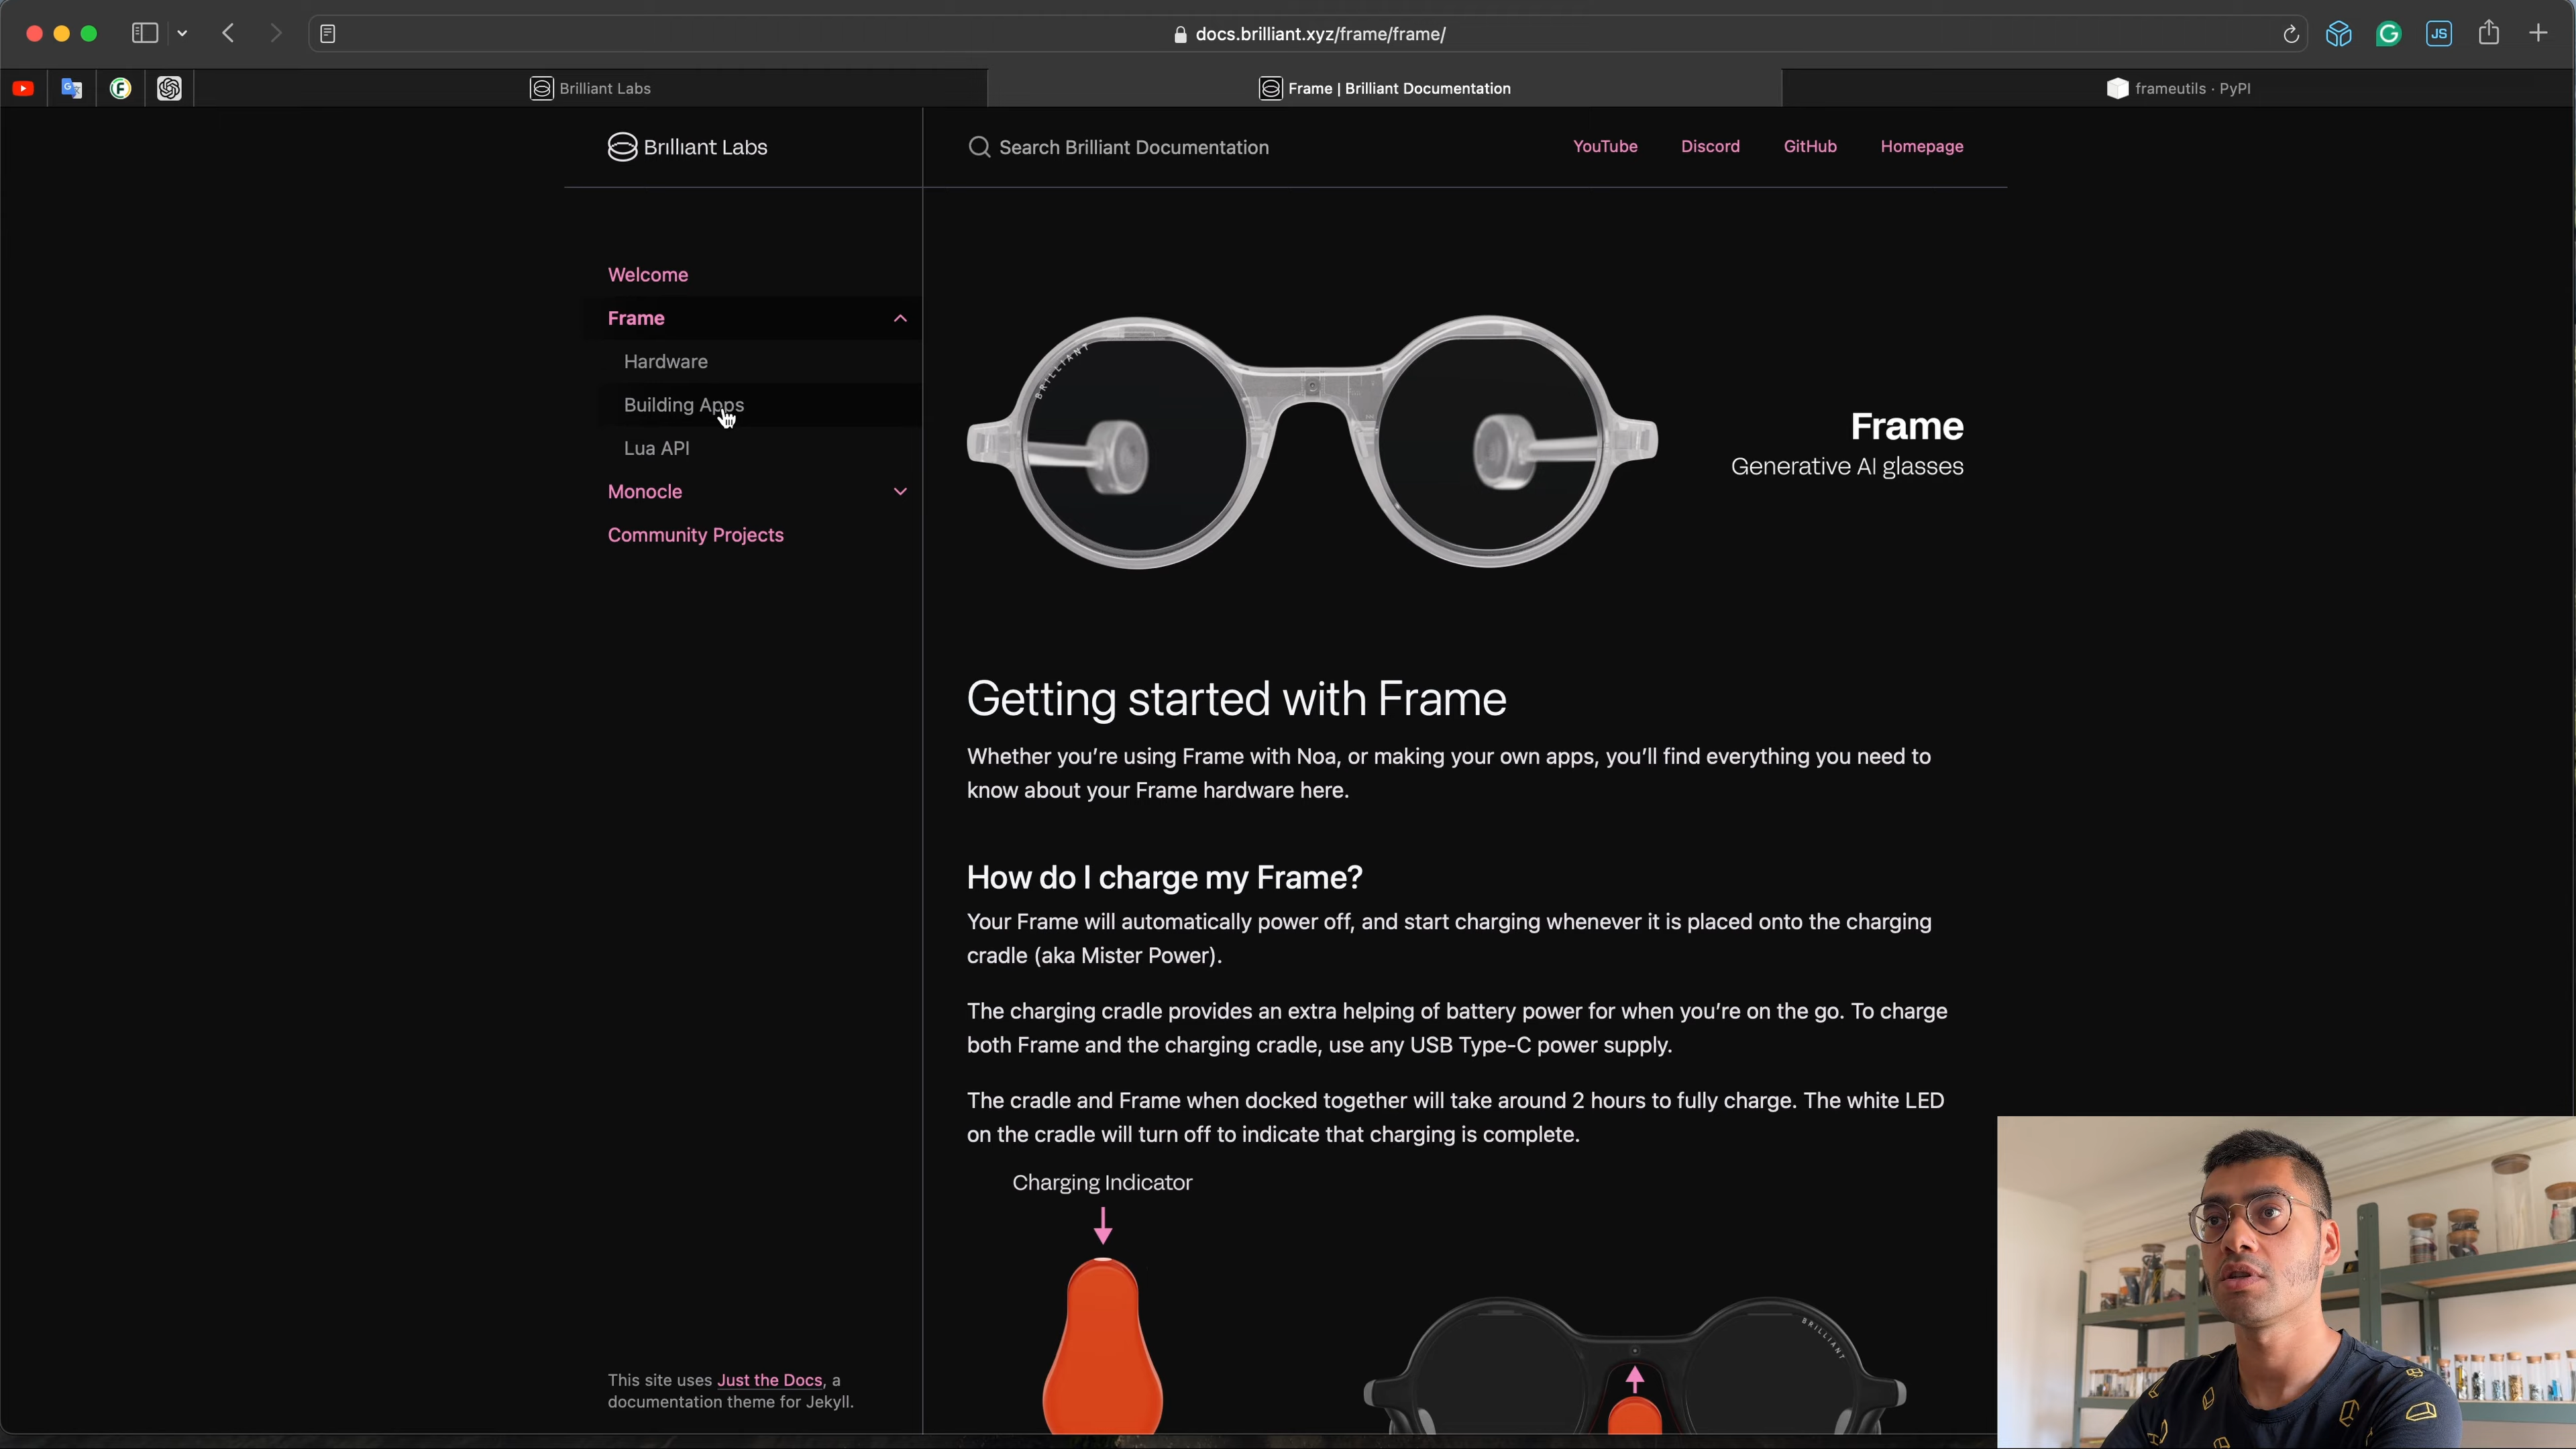 docs.brilliant.xyz/frame/frame/
JS
Brilliant Labs
Frame | Brilliant Documentation
frameutils · PyPI
Brilliant Labs
Search Brilliant Documentation
YouTube
Discord
GitHub
Homepage
Welcome
Frame
Hardware
Building Apps
Lua API
Monocle
Community Projects
BRILLIANT
Frame
Generative AI glasses
Getting started with Frame
Whether you’re using Frame with Noa, or making your own apps, you’ll find everything you need to
know about your Frame hardware here.
How do I charge my Frame?
Your Frame will automatically power off, and start charging whenever it is placed onto the charging
cradle (aka Mister Power).
The charging cradle provides an extra helping of battery power for when you’re on the go. To charge
both Frame and the charging cradle, use any USB Type-C power supply.
The cradle and Frame when docked together will take around 2 hours to fully charge. The white LED
on the cradle will turn off to indicate that charging is complete.
Charging Indicator
BRILLIANT
This site uses Just the Docs, a
documentation theme for Jekyll.